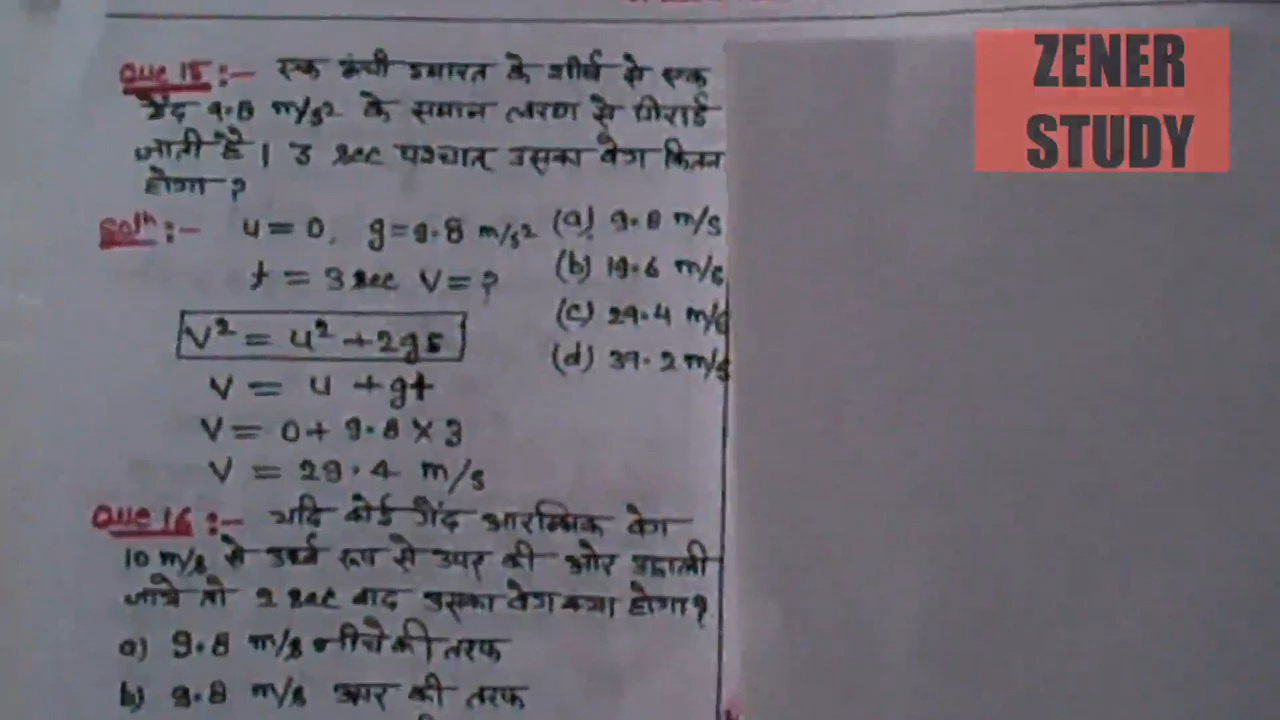 Que 15 :- एक ऊंची इमारत के शीर्ष से एक
गेंद 9.8 m/s² के समान त्वरण से गिराई
जाती है। 3 sec पश्चात् उसका वेग कितना
होगा ?
Solⁿ :- u = 0, g = 9.8 m/s²
t = 3 sec v = ?
v² = u² + 2gs
v = u + gt
v = 0 + 9.8 × 3
v = 29.4 m/s
(a) 9.8 m/s
(b) 19.6 m/s
(c) 29.4 m/s
(d) 39.2 m/s
Que 16 :- यदि कोई गेंद आरम्भिक वेग
10 m/s से उर्ध्व रूप से उपर की ओर उछाली
जाये तो 2 sec बाद उसका वेग क्या होगा ?
a) 9.8 m/s नीचे की तरफ
b) 9.8 m/s उपर की तरफ
ZENER
STUDY